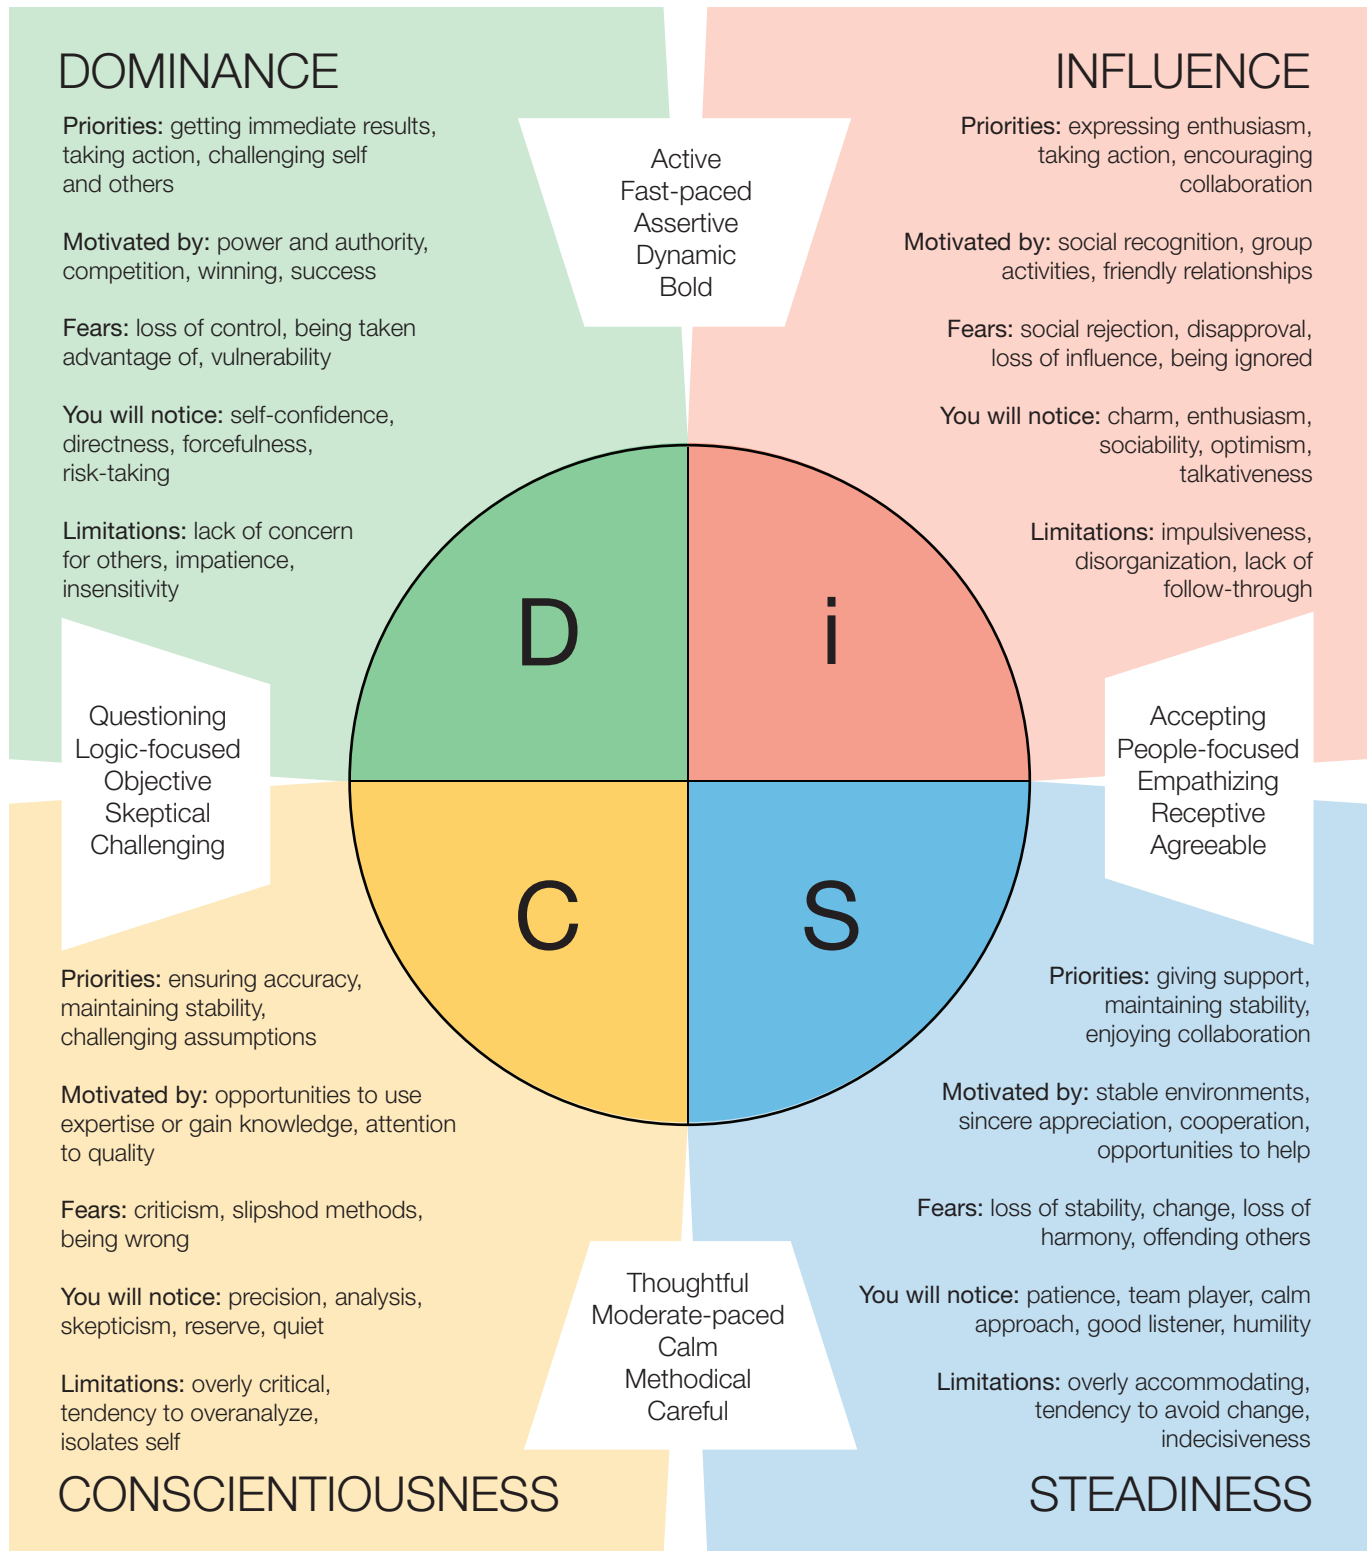 DOMINANCE
Priorities: getting immediate results,
taking action, challenging self
and others
Motivated by: power and authority,
competition, winning, success
Fears: loss of control, being taken
advantage of, vulnerability
You will notice: self-confidence,
directness, forcefulness,
risk-taking
Limitations: lack of concern
for others, impatience,
insensitivity
Active
Fast-paced
Assertive
Dynamic
Bold
INFLUENCE
Priorities: expressing enthusiasm,
taking action, encouraging
collaboration
Motivated by: social recognition, group
activities, friendly relationships
Fears: social rejection, disapproval,
loss of influence, being ignored
You will notice: charm, enthusiasm,
sociability, optimism,
talkativeness
Limitations: impulsiveness,
disorganization, lack of
follow-through
D
i
Questioning
Logic-focused
Objective
Skeptical
Challenging
Accepting
People-focused
Empathizing
Receptive
Agreeable
C
S
Priorities: ensuring accuracy,
maintaining stability,
challenging assumptions
Motivated by: opportunities to use
expertise or gain knowledge, attention
to quality
Fears: criticism, slipshod methods,
being wrong
You will notice: precision, analysis,
skepticism, reserve, quiet
Limitations: overly critical,
tendency to overanalyze,
isolates self
CONSCIENTIOUSNESS
Thoughtful
Moderate-paced
Calm
Methodical
Careful
Priorities: giving support,
maintaining stability,
enjoying collaboration
Motivated by: stable environments,
sincere appreciation, cooperation,
opportunities to help
Fears: loss of stability, change, loss of
harmony, offending others
You will notice: patience, team player, calm
approach, good listener, humility
Limitations: overly accommodating,
tendency to avoid change,
indecisiveness
STEADINESS